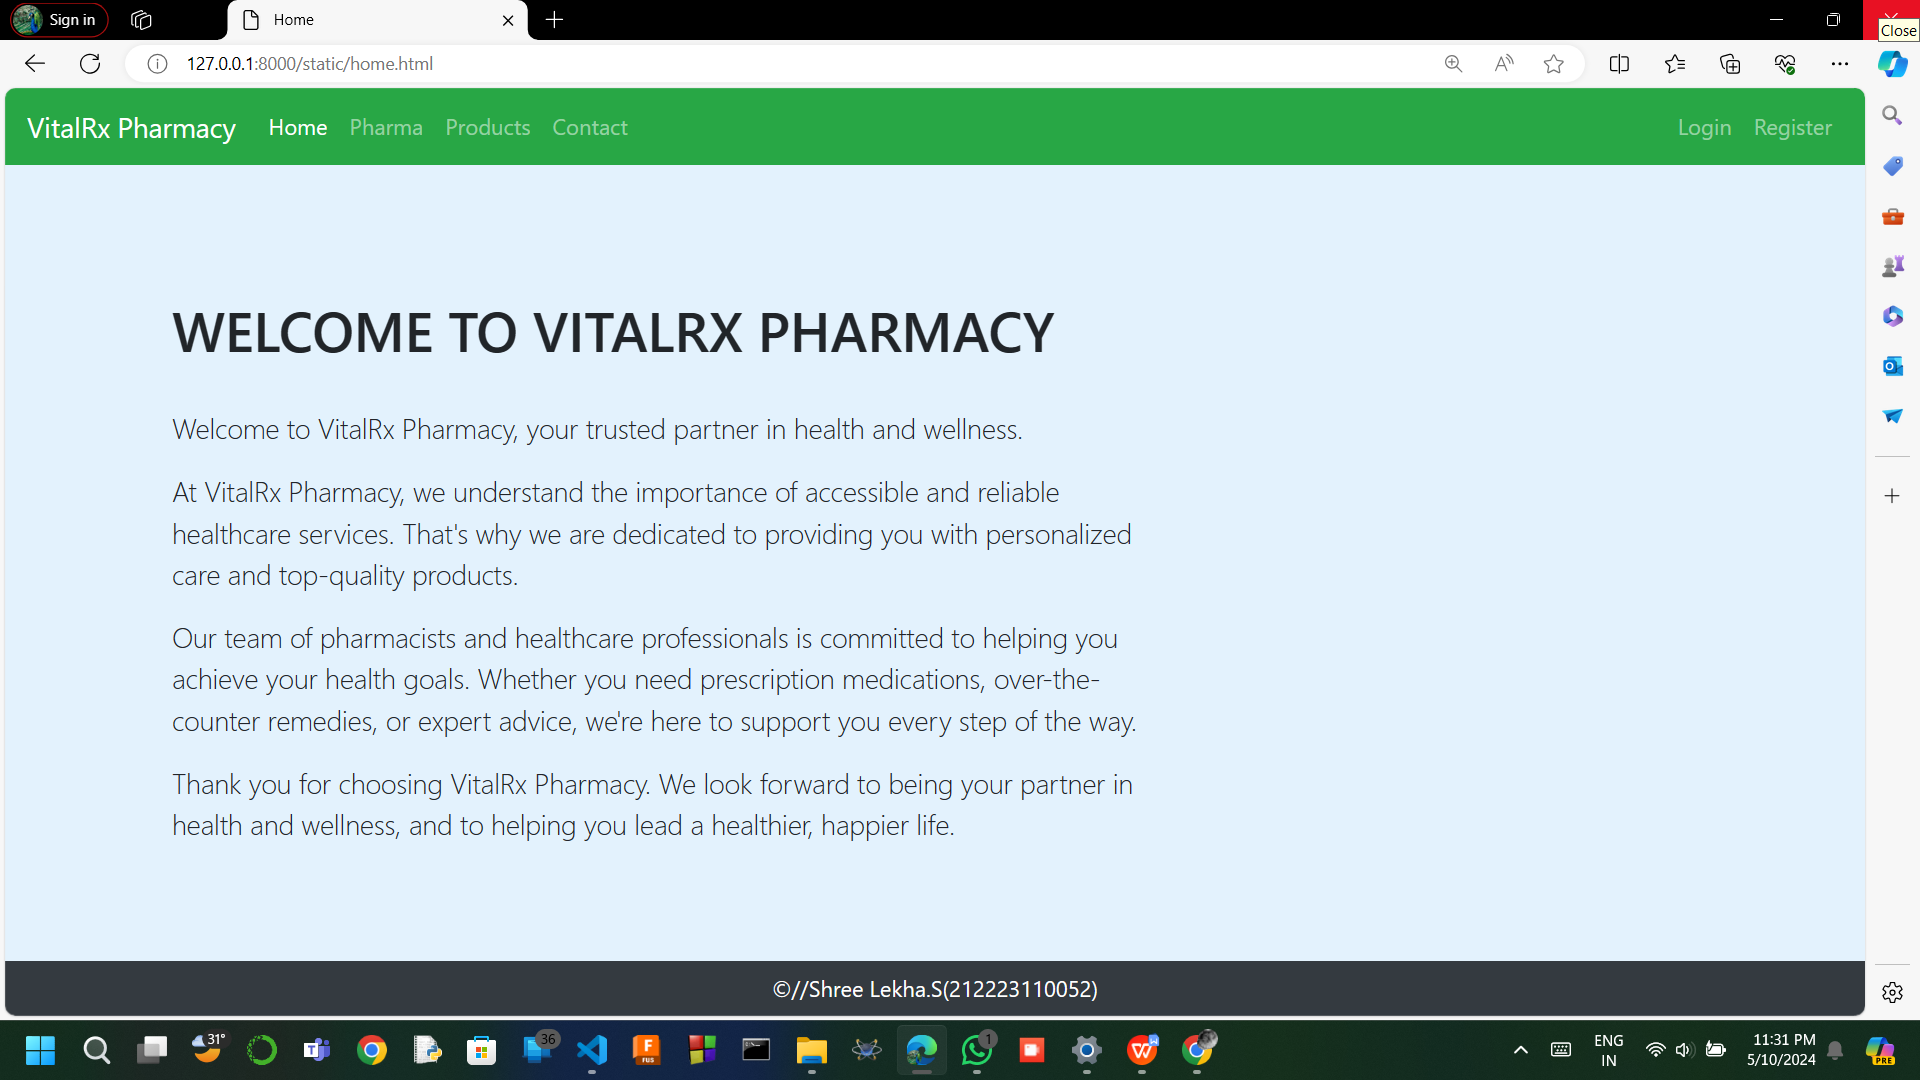 Sign in
Home
Close
127.0.0.1:8000/static/home.html
VitalRx Pharmacy Home Pharma Products Contact Login Register
WELCOME TO VITALRX PHARMACY
Welcome to VitalRx Pharmacy, your trusted partner in health and wellness.
At VitalRx Pharmacy, we understand the importance of accessible and reliable
healthcare services. That's why we are dedicated to providing you with personalized
care and top-quality products.
Our team of pharmacists and healthcare professionals is committed to helping you
achieve your health goals. Whether you need prescription medications, over-the-
counter remedies, or expert advice, we're here to support you every step of the way.
Thank you for choosing VitalRx Pharmacy. We look forward to being your partner in
health and wellness, and to helping you lead a healthier, happier life.
©//Shree Lekha.S(212223110052)
31°
36
F
FUS
1
W
ENG
IN
11:31 PM
5/10/2024
PRE